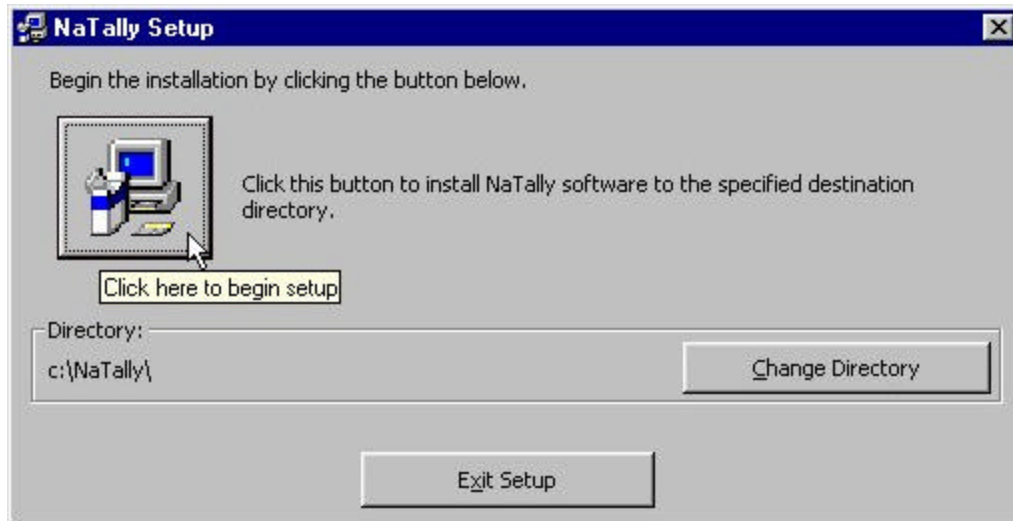 NaTally Setup
Begin the installation by clicking the button below.
Click this button to install NaTally software to the specified destination
directory.
Click here to begin setup
Directory:
c:\NaTally\
Change Directory
Exit Setup